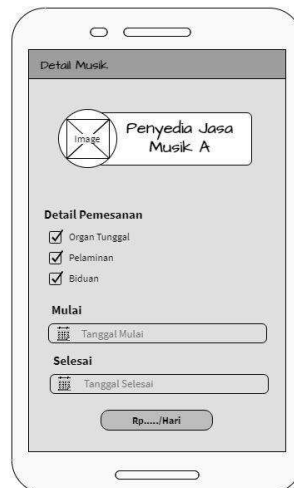 Detail Musik
Image
Penyedia Jasa
Musik A
Detail Pemesanan
Organ Tunggal
Pelaminan
Biduan
Mulai
Tanggal Mulai
Selesai
Tanggal Selesai
Rp...../Hari